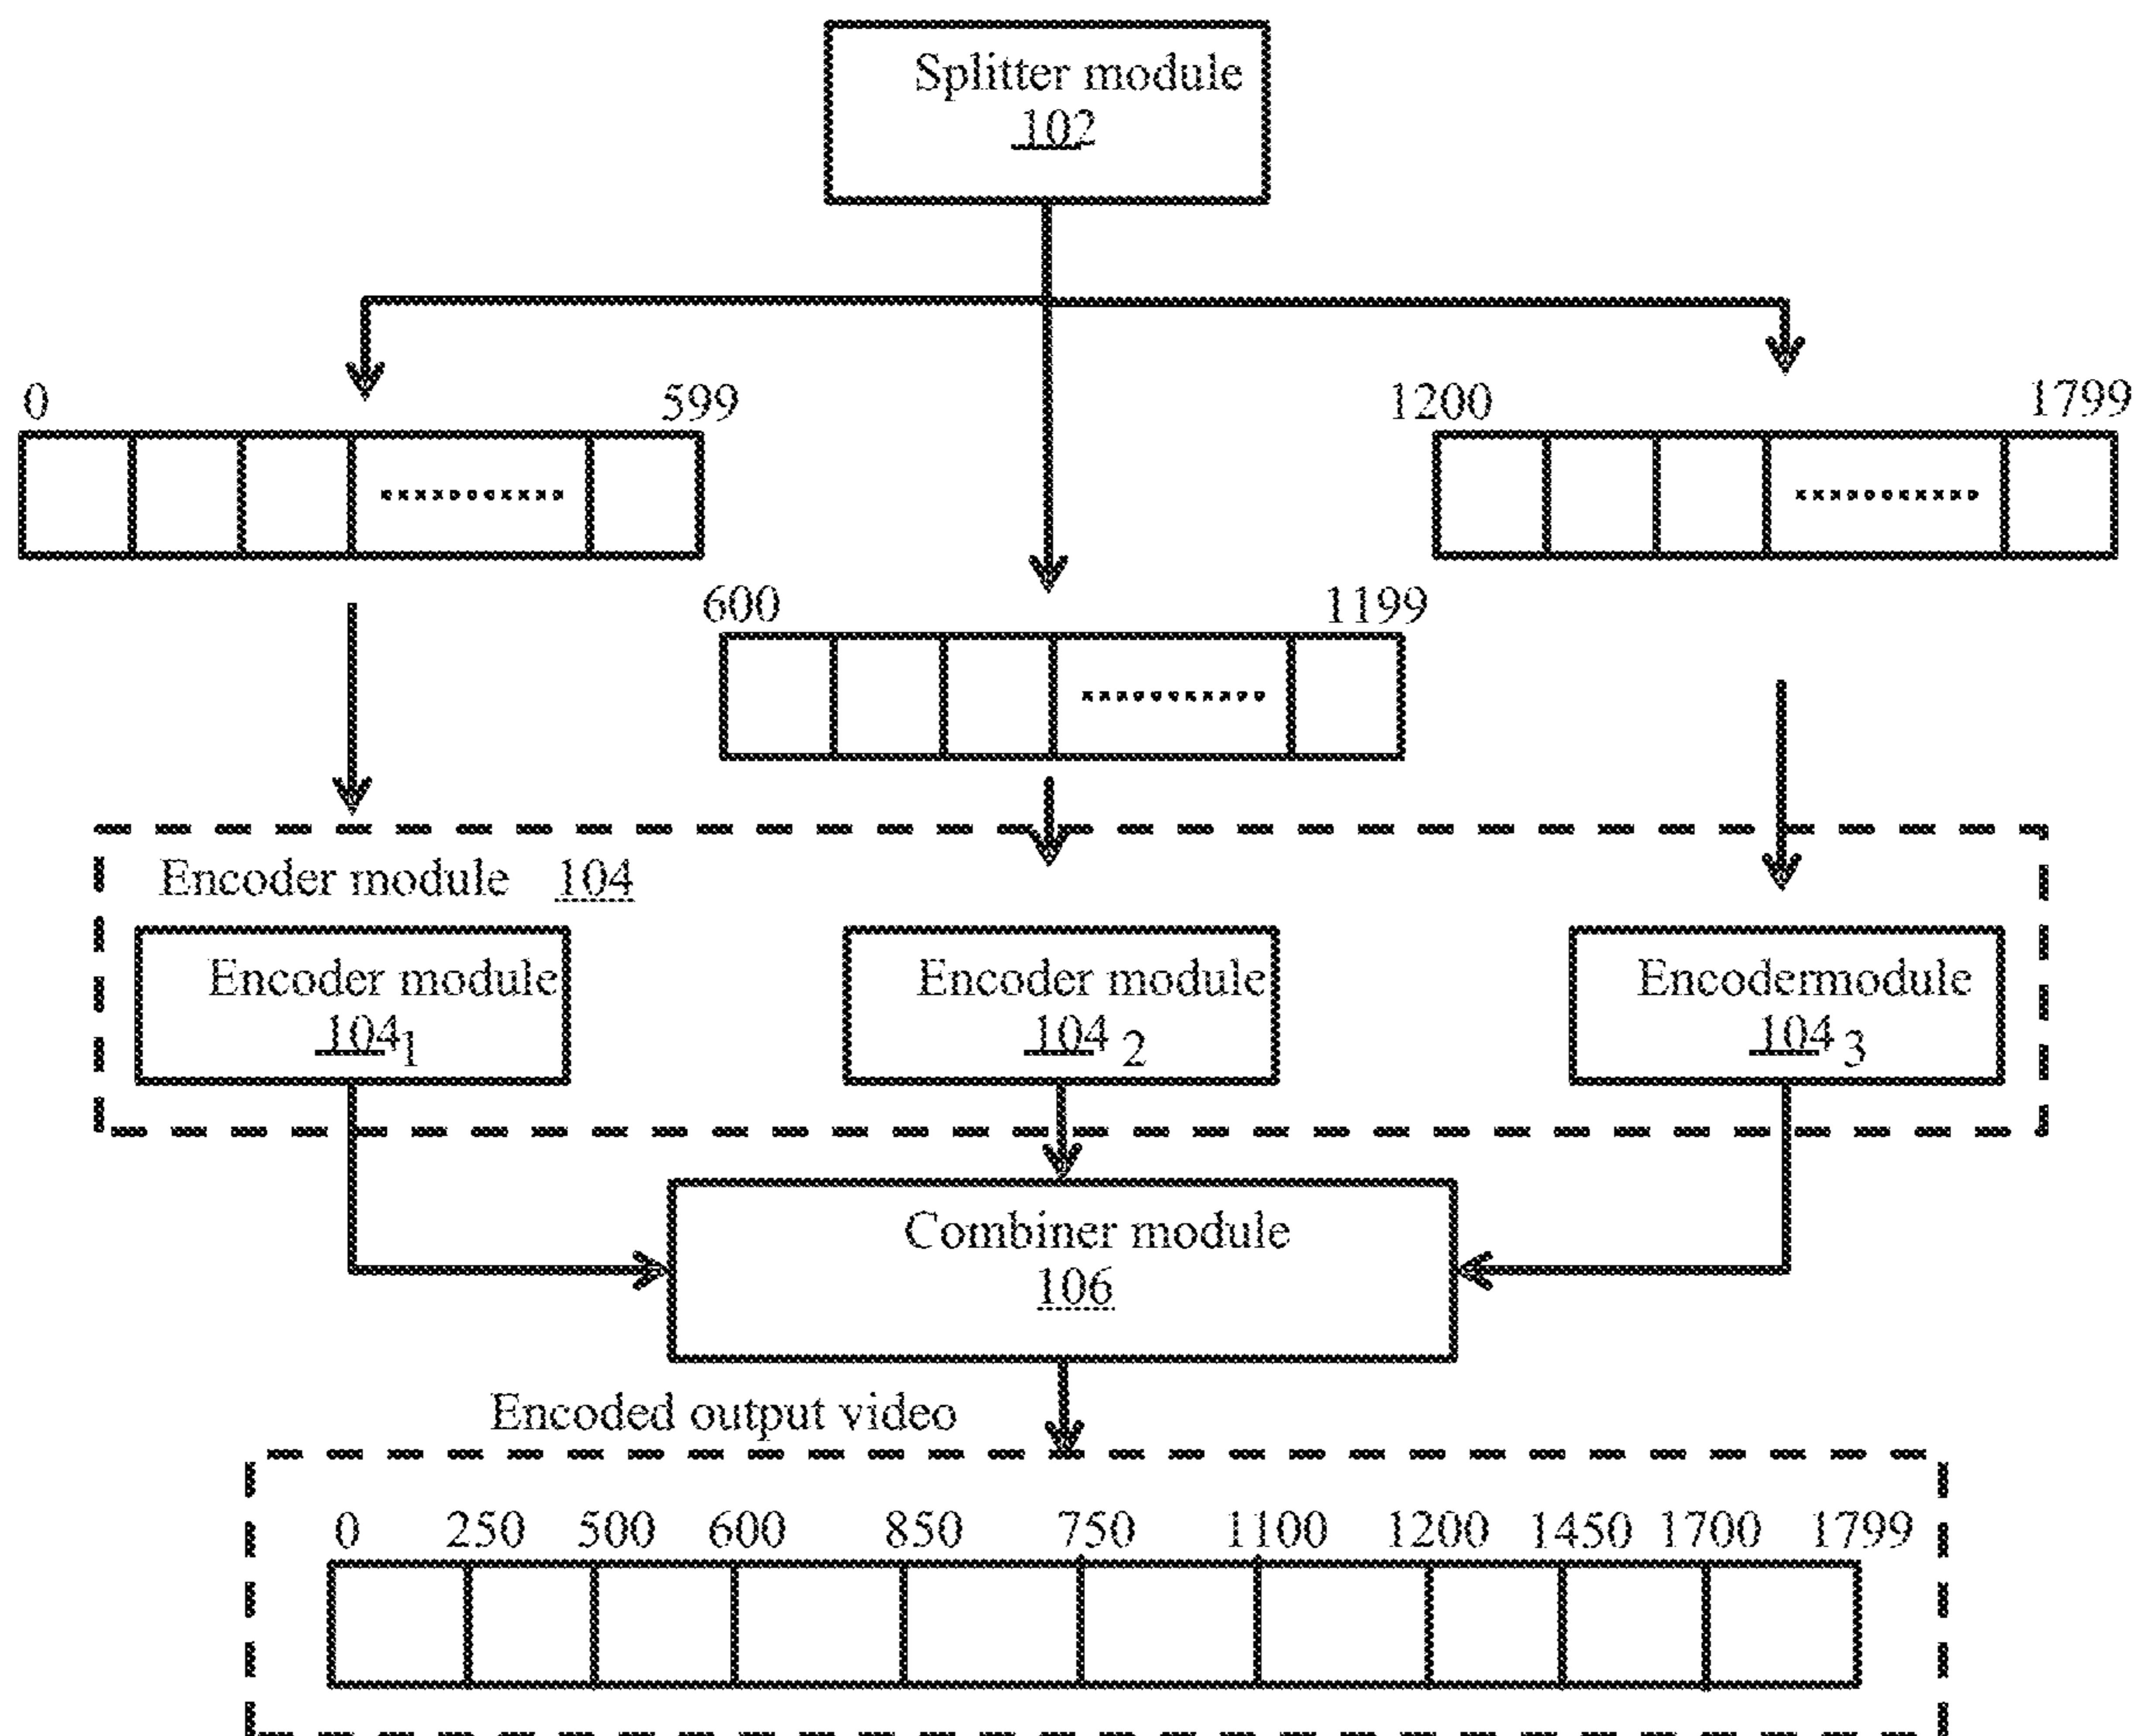 Splitter module
102
0 599
1200 1799
600 1199
Encoder module 104
Encoder module
104 1
Encoder module
104 2
Encodermodule
104 3
Combiner module
106
Encoded output video
0 250 500 600 850 750 1100 1200 1450 1700 1799